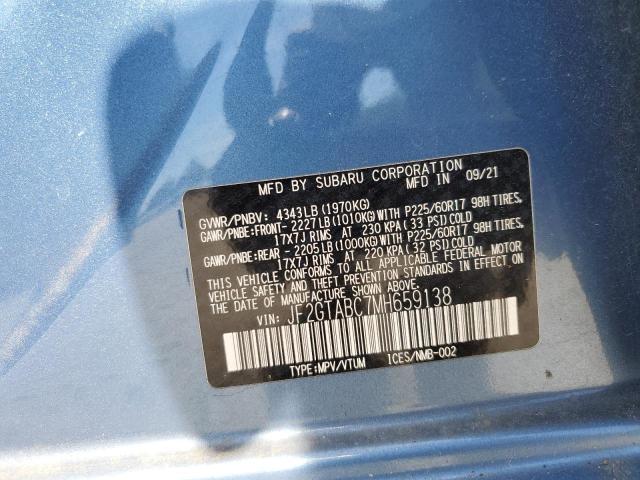 MFD BY SUBARU CORPORATION
MFD IN 09/21
GVWR/PNBV: 4343LB (1970KG)
GAWR/PNBE:FRONT- 2227LB (1010KG) WITH P225/60R17 98H TIRES,
17X7J RIMS AT 230 KPA (33 PSI) COLD
GAWR/PNBE:REAR - 2205LB (1000KG) WITH P225/60R17 98H TIRES,
17X7J RIMS AT 220 KPA (32 PSI) COLD
THIS VEHICLE CONFORMS TO ALL APPLICABLE FEDERAL MOTOR
VEHICLE SAFETY AND THEFT PREVENTION STANDARDS IN EFFECT ON
THE DATE OF MANUFACTURE SHOWN ABOVE.
VIN: JF2GTABC7MH659138
TYPE:MPV/VTUM ICES/NMB-002